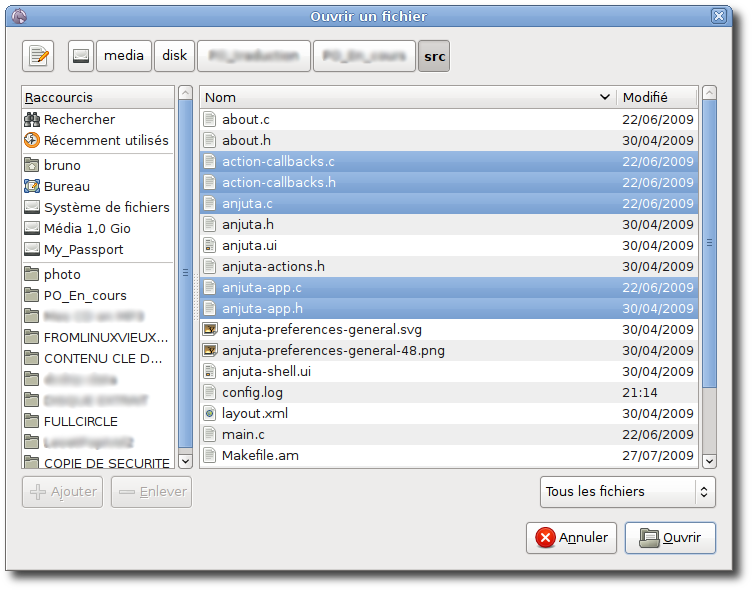 Ouvrir un fichier
media disk src
Raccourcis
Rechercher
Récemment utilisés
bruno
Bureau
Système de fichiers
Média 1,0 Gio
My_Passport
photo
PO_En_cours
FROMLINUXVIEUX...
CONTENU CLE D...
FULLCIRCLE
COPIE DE SECURITE
Nom Modifié
about.c 22/06/2009
about.h 30/04/2009
action-callbacks.c 22/06/2009
action-callbacks.h 22/06/2009
anjuta.c 22/06/2009
anjuta.h 30/04/2009
anjuta.ui 30/04/2009
anjuta-actions.h 30/04/2009
anjuta-app.c 22/06/2009
anjuta-app.h 30/04/2009
anjuta-preferences-general.svg 30/04/2009
anjuta-preferences-general-48.png 30/04/2009
anjuta-shell.ui 30/04/2009
config.log 21:14
layout.xml 30/04/2009
main.c 22/06/2009
Makefile.am 27/07/2009
Ajouter Enlever
Tous les fichiers
Annuler Ouvrir